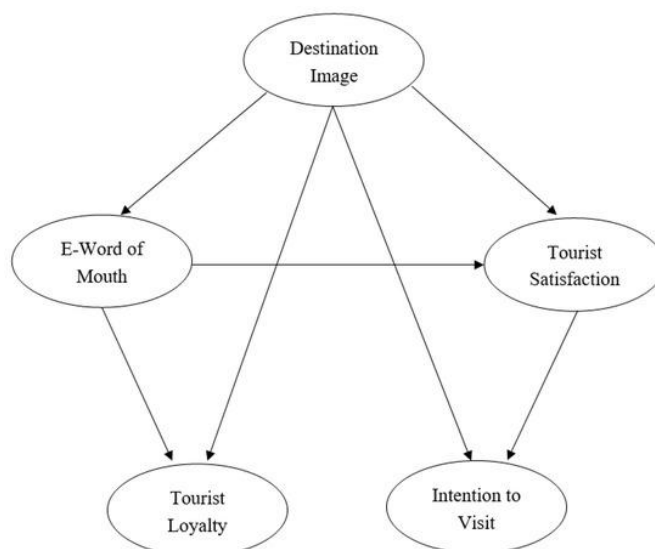 Destination
Image
E-Word of
Mouth
Tourist
Satisfaction
Tourist
Loyalty
Intention to
Visit